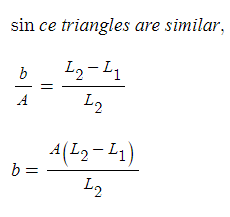 sin ce triangles are similar,
b/A = (L₂ − L₁)/L₂
b = A(L₂ − L₁)/L₂